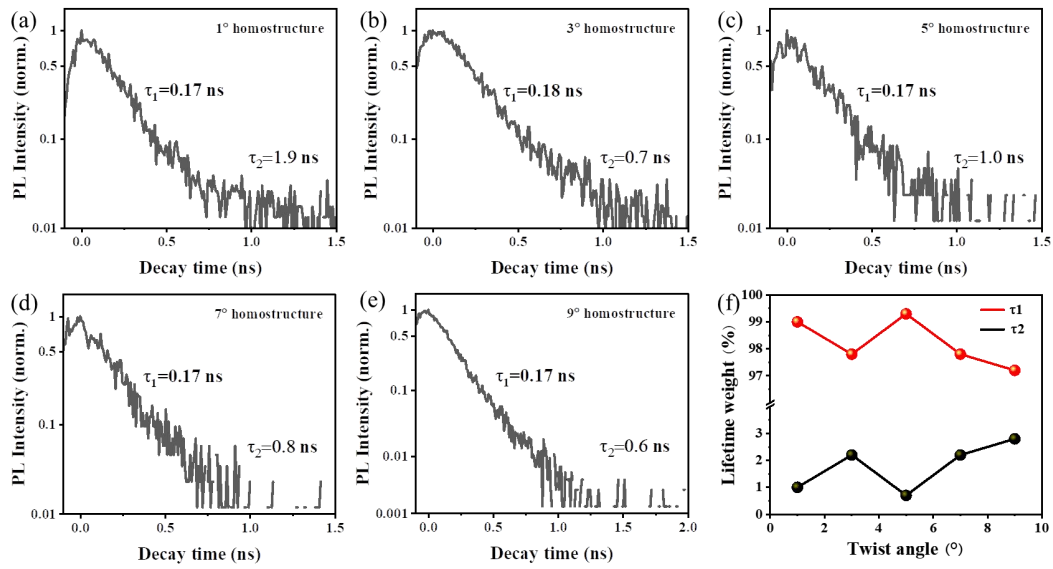 (a)
1° homostructure
τ1=0.17 ns
τ2=1.9 ns
PL Intensity (norm.)
1
0.5
0.1
0.01
0.0 0.5 1.0 1.5
Decay time (ns)
(b)
3° homostructure
τ1=0.18 ns
τ2=0.7 ns
PL Intensity (norm.)
1
0.5
0.1
0.01
0.0 0.5 1.0 1.5
Decay time (ns)
(c)
5° homostructure
τ1=0.17 ns
τ2=1.0 ns
PL Intensity (norm.)
1
0.5
0.1
0.01
0.0 0.5 1.0 1.5
Decay time (ns)
(d)
7° homostructure
τ1=0.17 ns
τ2=0.8 ns
PL Intensity (norm.)
1
0.5
0.1
0.01
0.0 0.5 1.0 1.5
Decay time (ns)
(e)
9° homostructure
τ1=0.17 ns
τ2=0.6 ns
PL Intensity (norm.)
1
0.5
0.1
0.01
0.001
0.0 0.5 1.0 1.5 2.0
Decay time (ns)
(f)
τ1
τ2
Lifetime weight (%)
100
99
98
97
3
2
1
0
0 2 4 6 8 10
Twist angle (°)